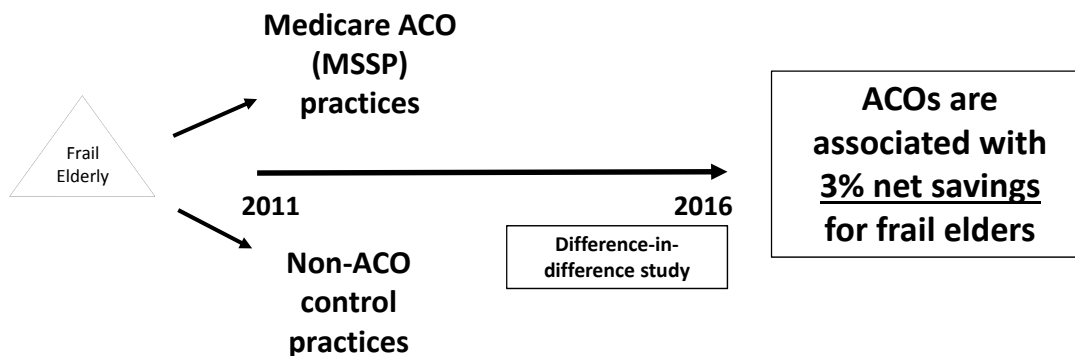 Medicare ACO
(MSSP)
practices
Frail
Elderly
2011
2016
Non-ACO
control
practices
Difference-in-
difference study
ACOs are
associated with
3% net savings
for frail elders